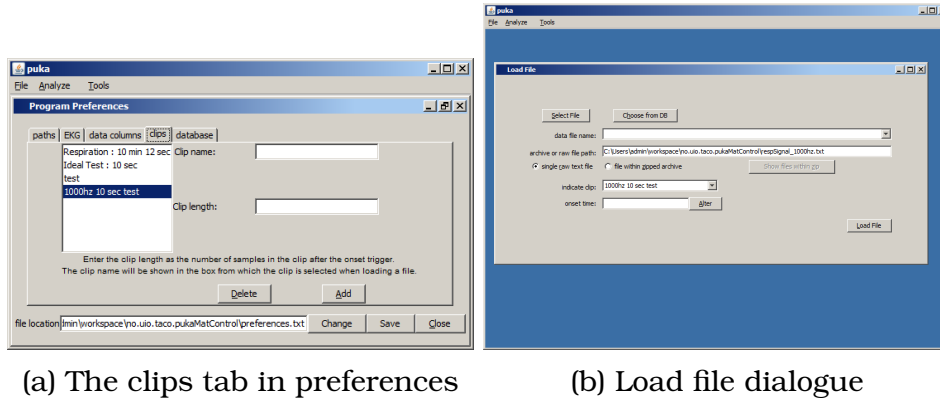 puka
File Analyze Tools
Program Preferences
paths EKG data columns clips database
Respiration : 10 min 12 sec Clip name:
Ideal Test : 10 sec
test
1000hz 10 sec test
Clip length:
Enter the clip length as the number of samples in the clip after the onset trigger.
The clip name will be shown in the box from which the clip is selected when loading a file.
Delete Add
file location dmin\workspace\no.uio.taco.pukaMatControl\preferences.txt Change Save Close
(a) The clips tab in preferences
puka
File Analyze Tools
Load File
Select File Choose from DB
data file name:
archive or raw file path: C:\Users\admin\workspace\no.uio.taco.pukaMatControl\respSignal_1000hz.txt
single raw text file file within zipped archive Show files within zip
indicate clip: 1000hz 10 sec test
onset time: Alter
Load File
(b) Load file dialogue